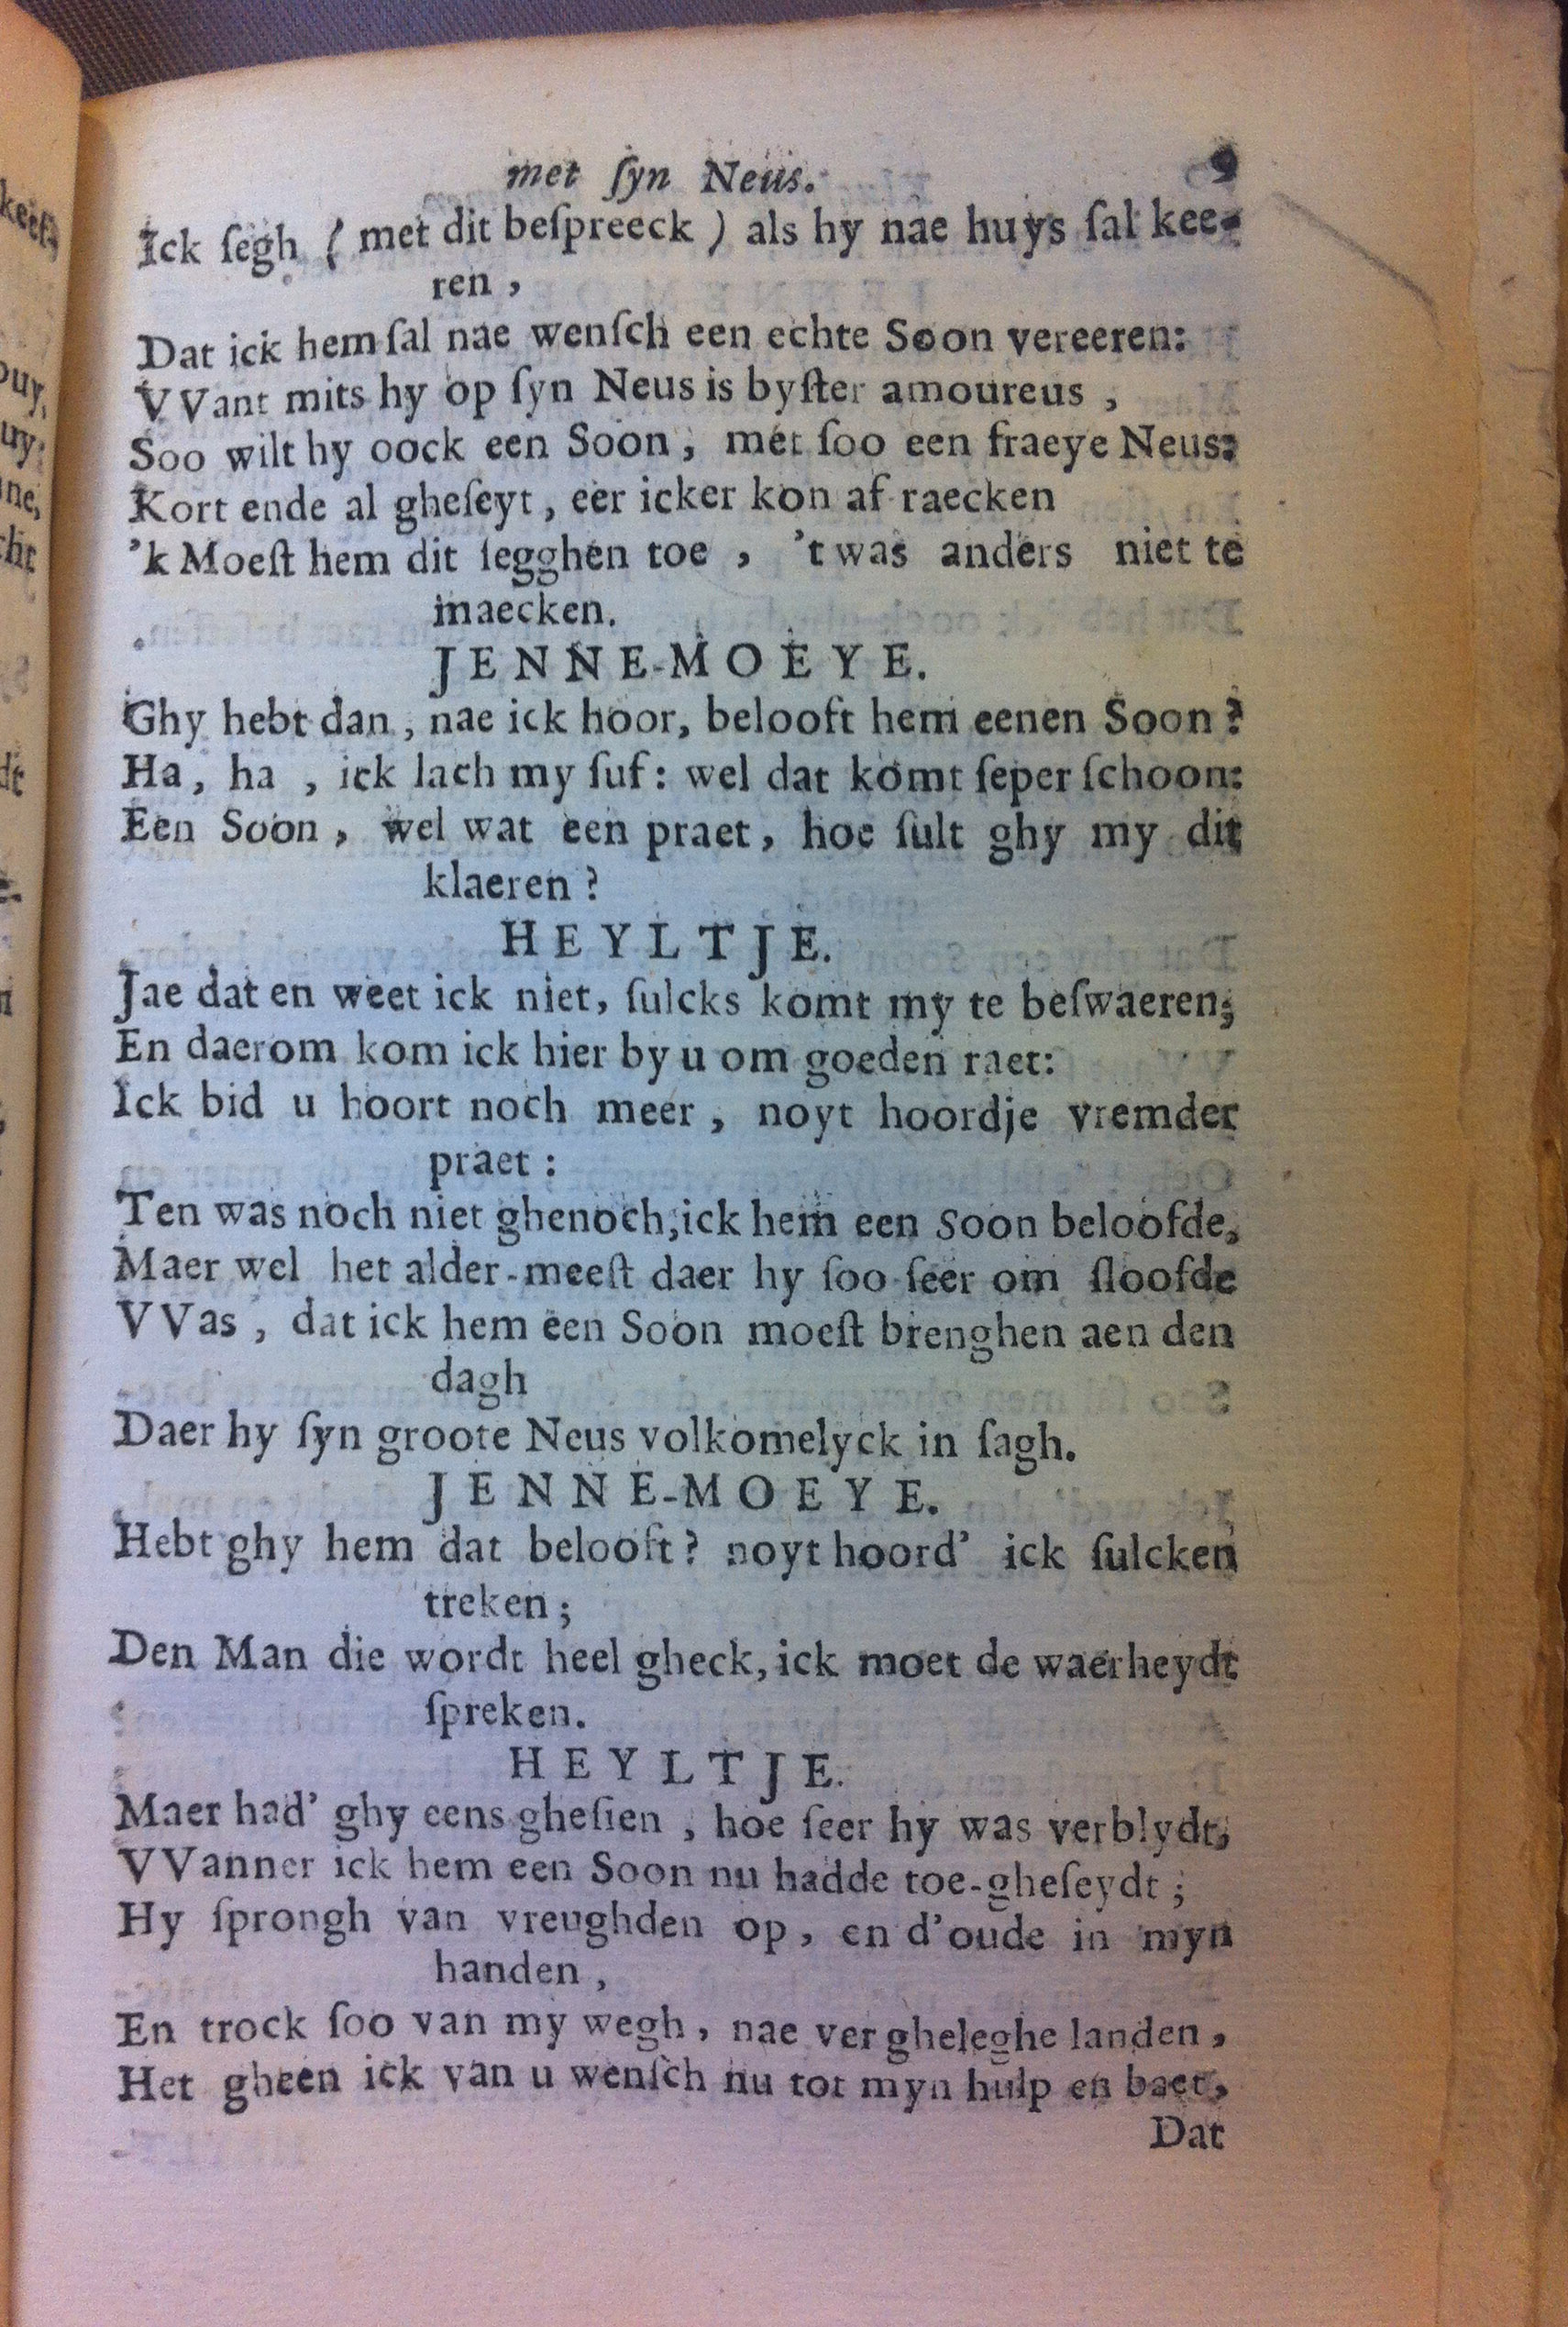 met ſyn Neus. 9
Ick ſegh ( met dit beſpreeck ) als hy nae huys ſal kee-
ren ,
Dat ick hem ſal nae wenſch een echte Soon vereeren:
VVant mits hy op ſyn Neus is byſter amoureus ,
Soo wilt hy oock een Soon , met ſoo een fraeye Neus:
Kort ende al gheſeyt , eer icker kon af raecken
'k Moeſt hem dit ſegghen toe , 't was anders niet te
maecken.
JENNE-MOEYE.
Ghy hebt dan , nae ick hoor, belooft hem eenen Soon ?
Ha , ha , ick lach my ſuf : wel dat komt ſeper ſchoon:
Een Soon , wel wat een praet , hoe ſult ghy my dit
klaeren ?
HEYLTJE.
Jae dat en weet ick niet, ſulcks komt my te beſwaeren;
En daerom kom ick hier by u om goeden raet:
Ick bid u hoort noch meer , noyt hoordje vremder
praet :
Ten was noch niet ghenoch, ick hem een Soon beloofde,
Maer wel het alder-meeſt daer hy ſoo ſeer om ſloofde
VVas , dat ick hem een Soon moeſt brenghen aen den
dagh
Daer hy ſyn groote Neus volkomelyck in ſagh.
JENNE-MOEYE.
Hebt ghy hem dat belooft ? noyt hoord' ick ſulcken
treken ;
Den Man die wordt heel gheck, ick moet de waerheydt
ſpreken.
HEYLTJE.
Maer had' ghy eens gheſien , hoe ſeer hy was verblydt,
VVanner ick hem een Soon nu hadde toe-gheſeydt ;
Hy ſprongh van vreughden op , en d'oude in myn
handen ,
En trock ſoo van my wegh , nae ver gheleghe landen ,
Het gheen ick van u wenſch nu tot myn hulp en baet,
Dat
keeſ-
ouy,
uy:
ne,
cht
dt